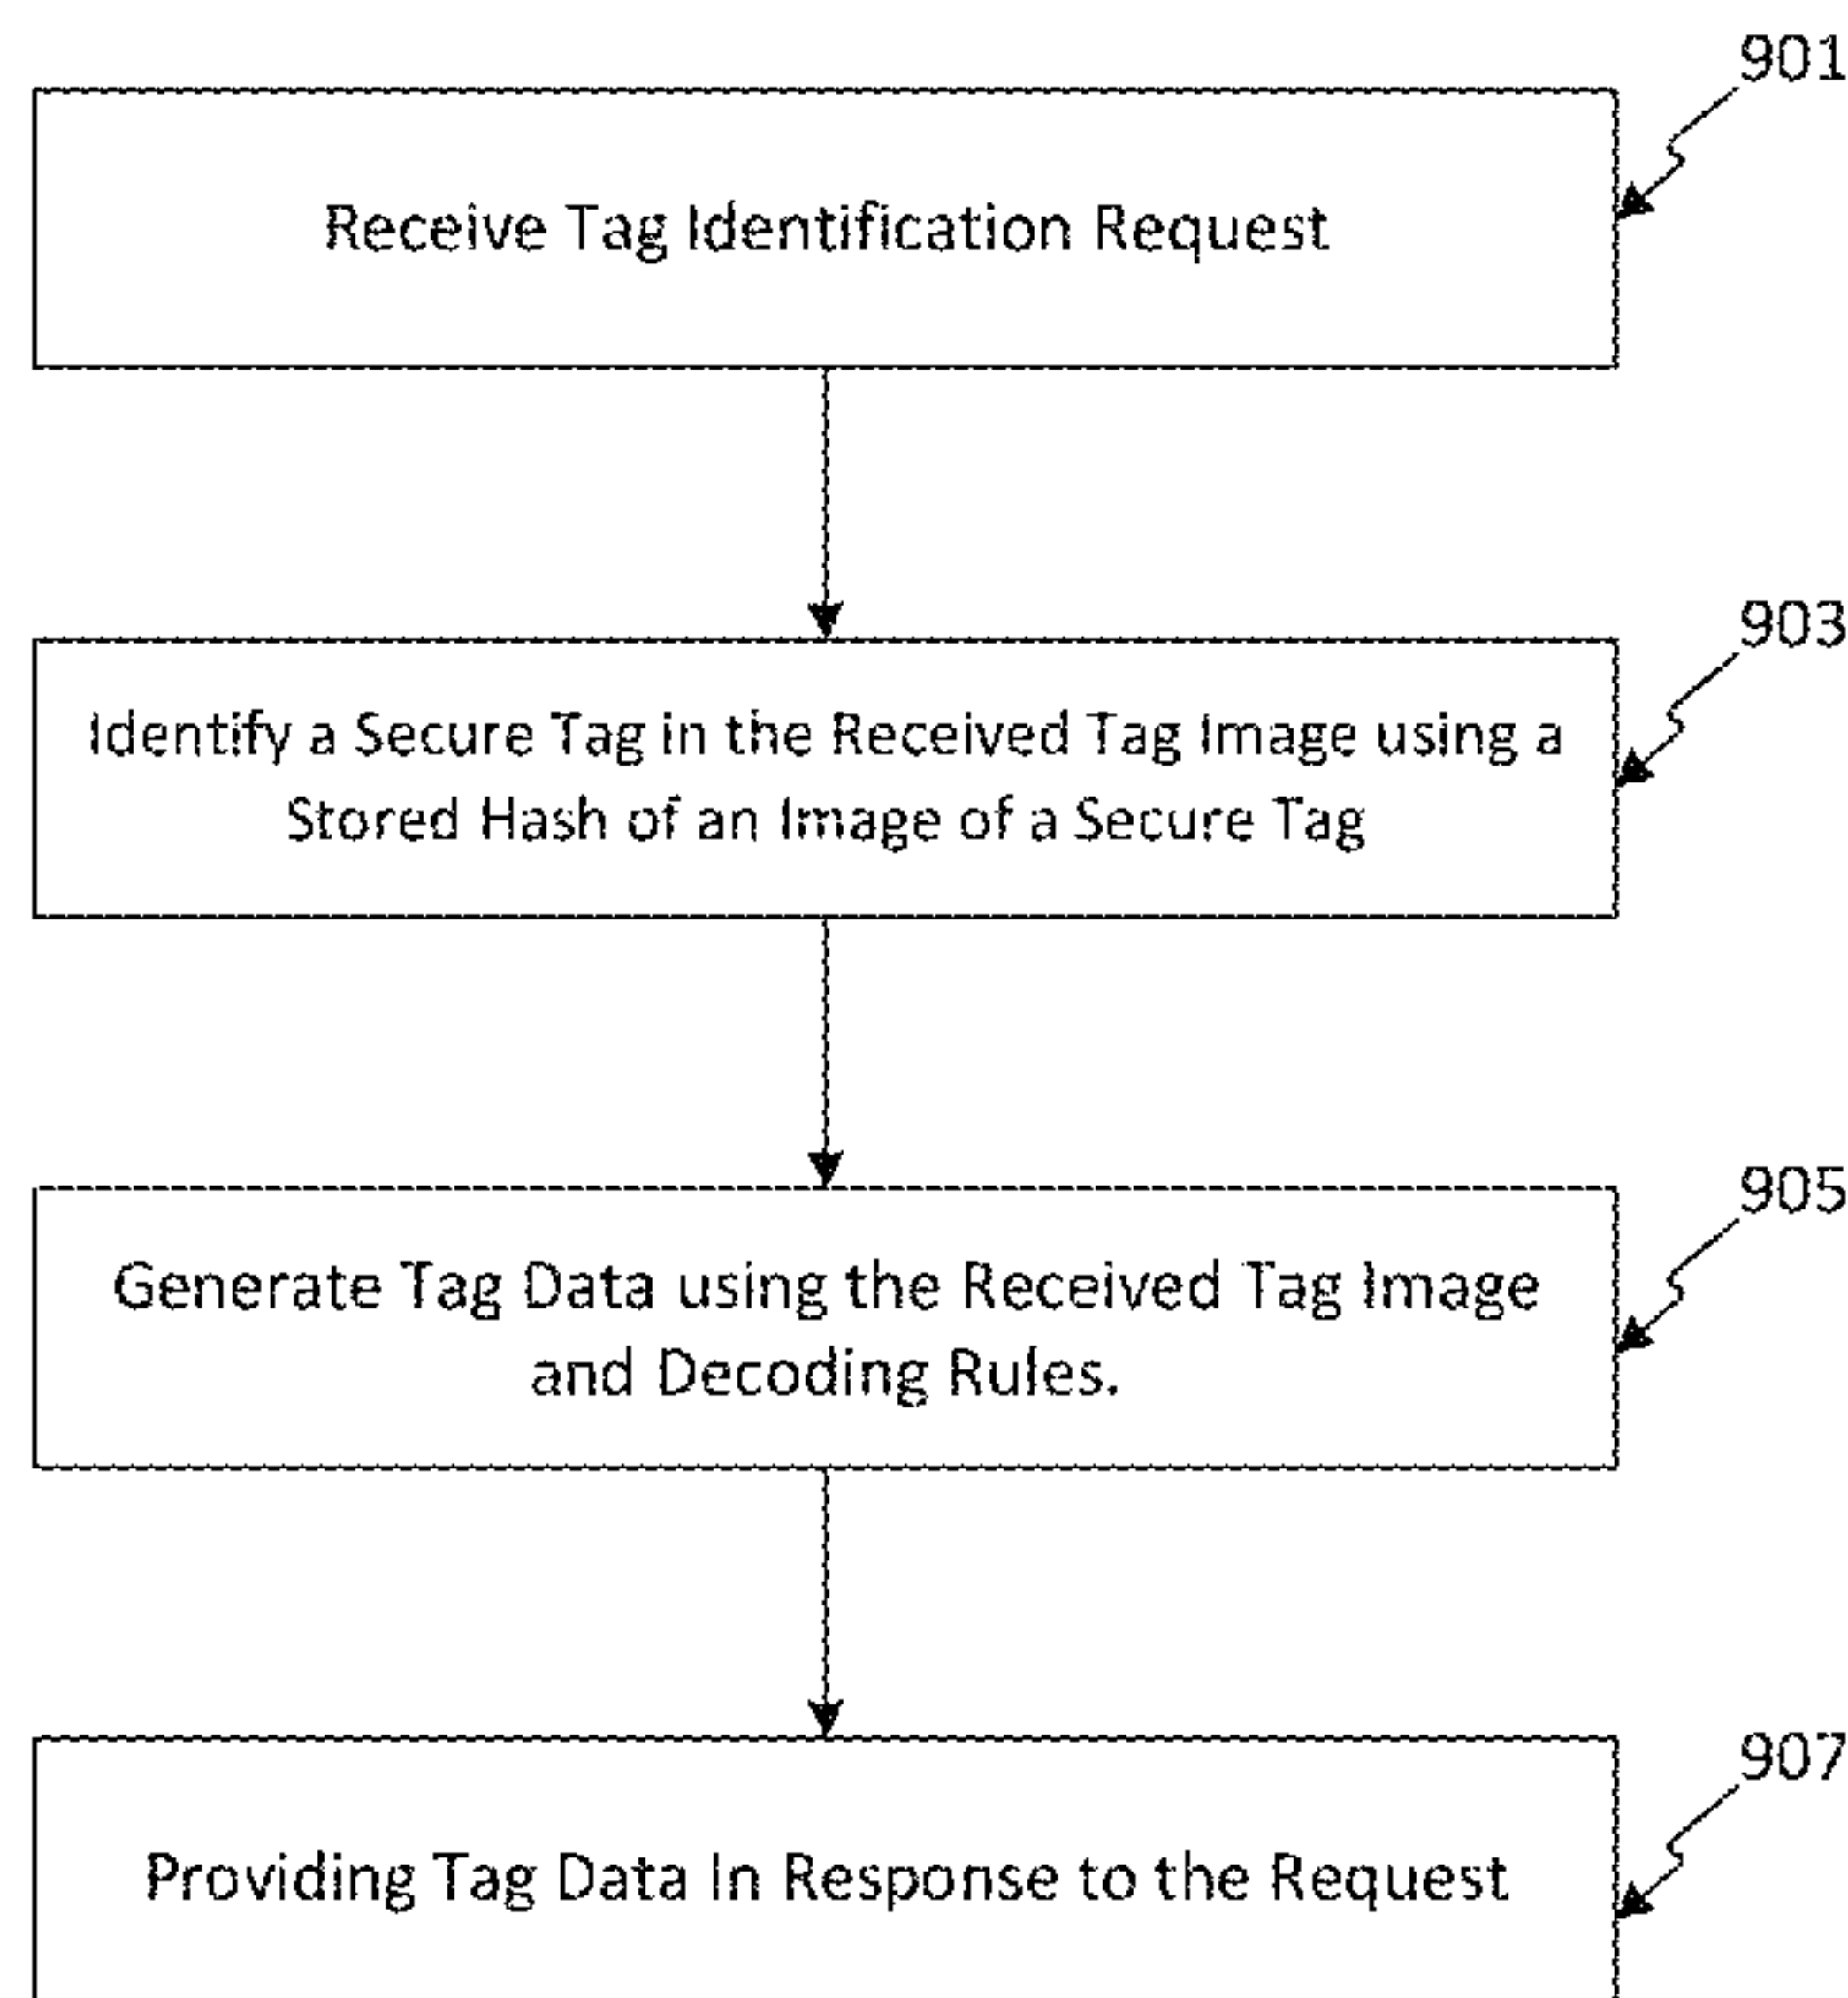 901
Receive Tag Identification Request
903
Identify a Secure Tag in the Received Tag Image using a
Stored Hash of an Image of a Secure Tag
905
Generate Tag Data using the Received Tag Image
and Decoding Rules.
907
Providing Tag Data In Response to the Request